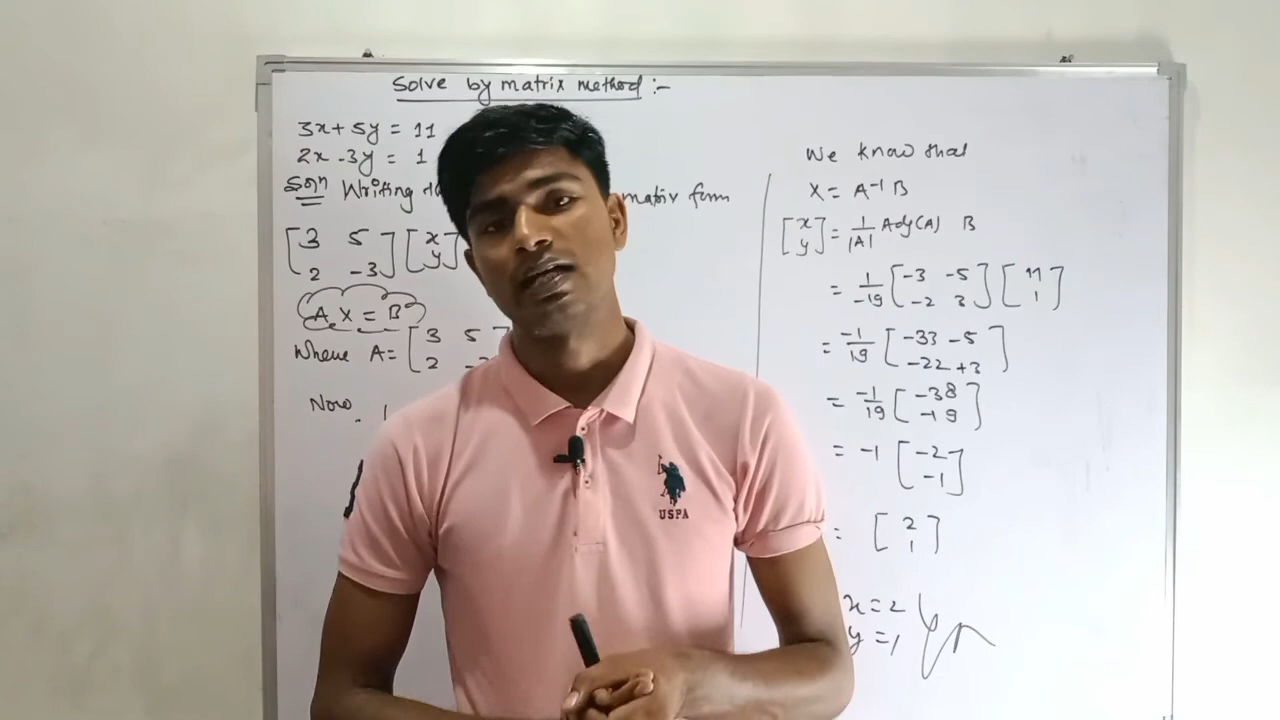 Solve by matrix method :-
3x + 5y = 11
2x - 3y = 1
Soln Writing
matrix form
[3 5
2 -3] [x
y]
A X = B
Where A = [3 5
2
Now
We know that
X = A-1 B
[x
y] = 1/|A| Adj(A) B
= 1/-19 [-3 -5
-2 3] [11
1]
= -1/19 [-33 -5
-22 +3]
= -1/19 [-38
-19]
= -1 [-2
-1]
= [2
1]
x = 2
y = 1
USPA